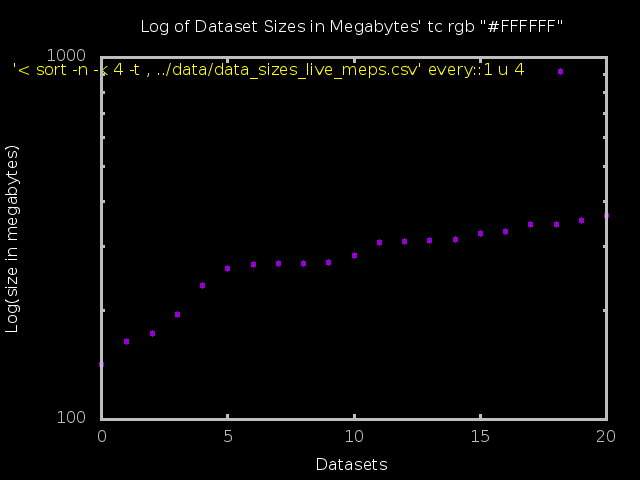 Log of Dataset Sizes in Megabytes' tc rgb "#FFFFFF"
1000
'< sort -n -k 4 -t , ../data/data_sizes_live_meps.csv' every::1 u 4
Log(size in megabytes)
100
0 5 10 15 20
Datasets